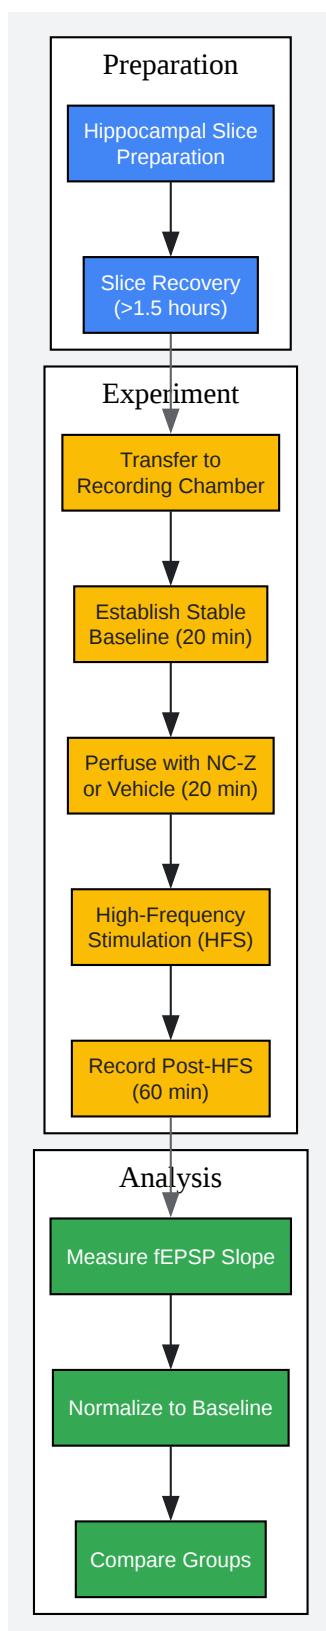 Preparation
Hippocampal Slice
Preparation
Slice Recovery
(>1.5 hours)
Experiment
Transfer to
Recording Chamber
Establish Stable
Baseline (20 min)
Perfuse with NC-Z
or Vehicle (20 min)
High-Frequency
Stimulation (HFS)
Record Post-HFS
(60 min)
Analysis
Measure fEPSP Slope
Normalize to Baseline
Compare Groups